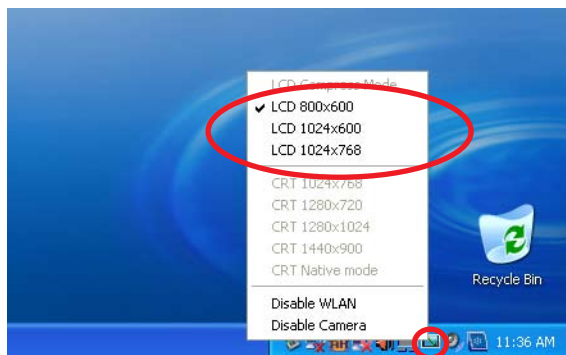 LCD Compress Mode
LCD 800x600
LCD 1024x600
LCD 1024x768
CRT 1024x768
CRT 1280x720
CRT 1280x1024
CRT 1440x900
CRT Native mode
Recycle Bin
Disable WLAN
Disable Camera
11:36 AM